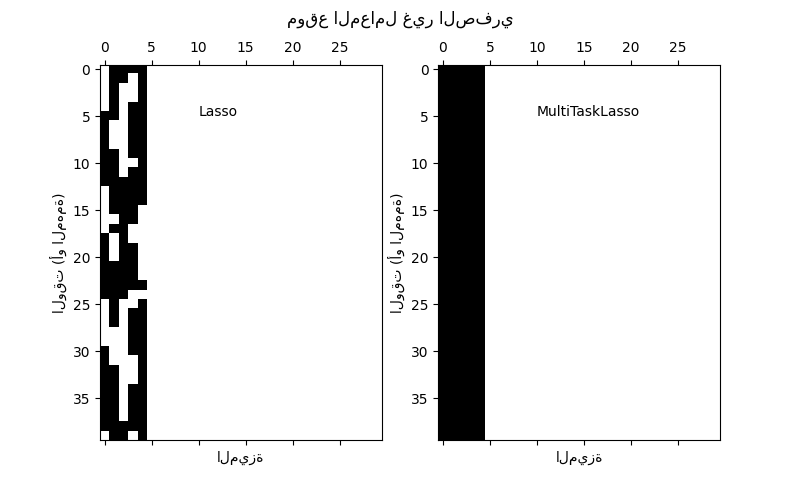 موقع المعامل غير الصفري
0 5 10 15 20 25
0 5 10 15 20 25 30 35
Lasso
الوقت (أو المهمة)
الميزة
0 5 10 15 20 25
0 5 10 15 20 25 30 35
MultiTaskLasso
الوقت (أو المهمة)
الميزة